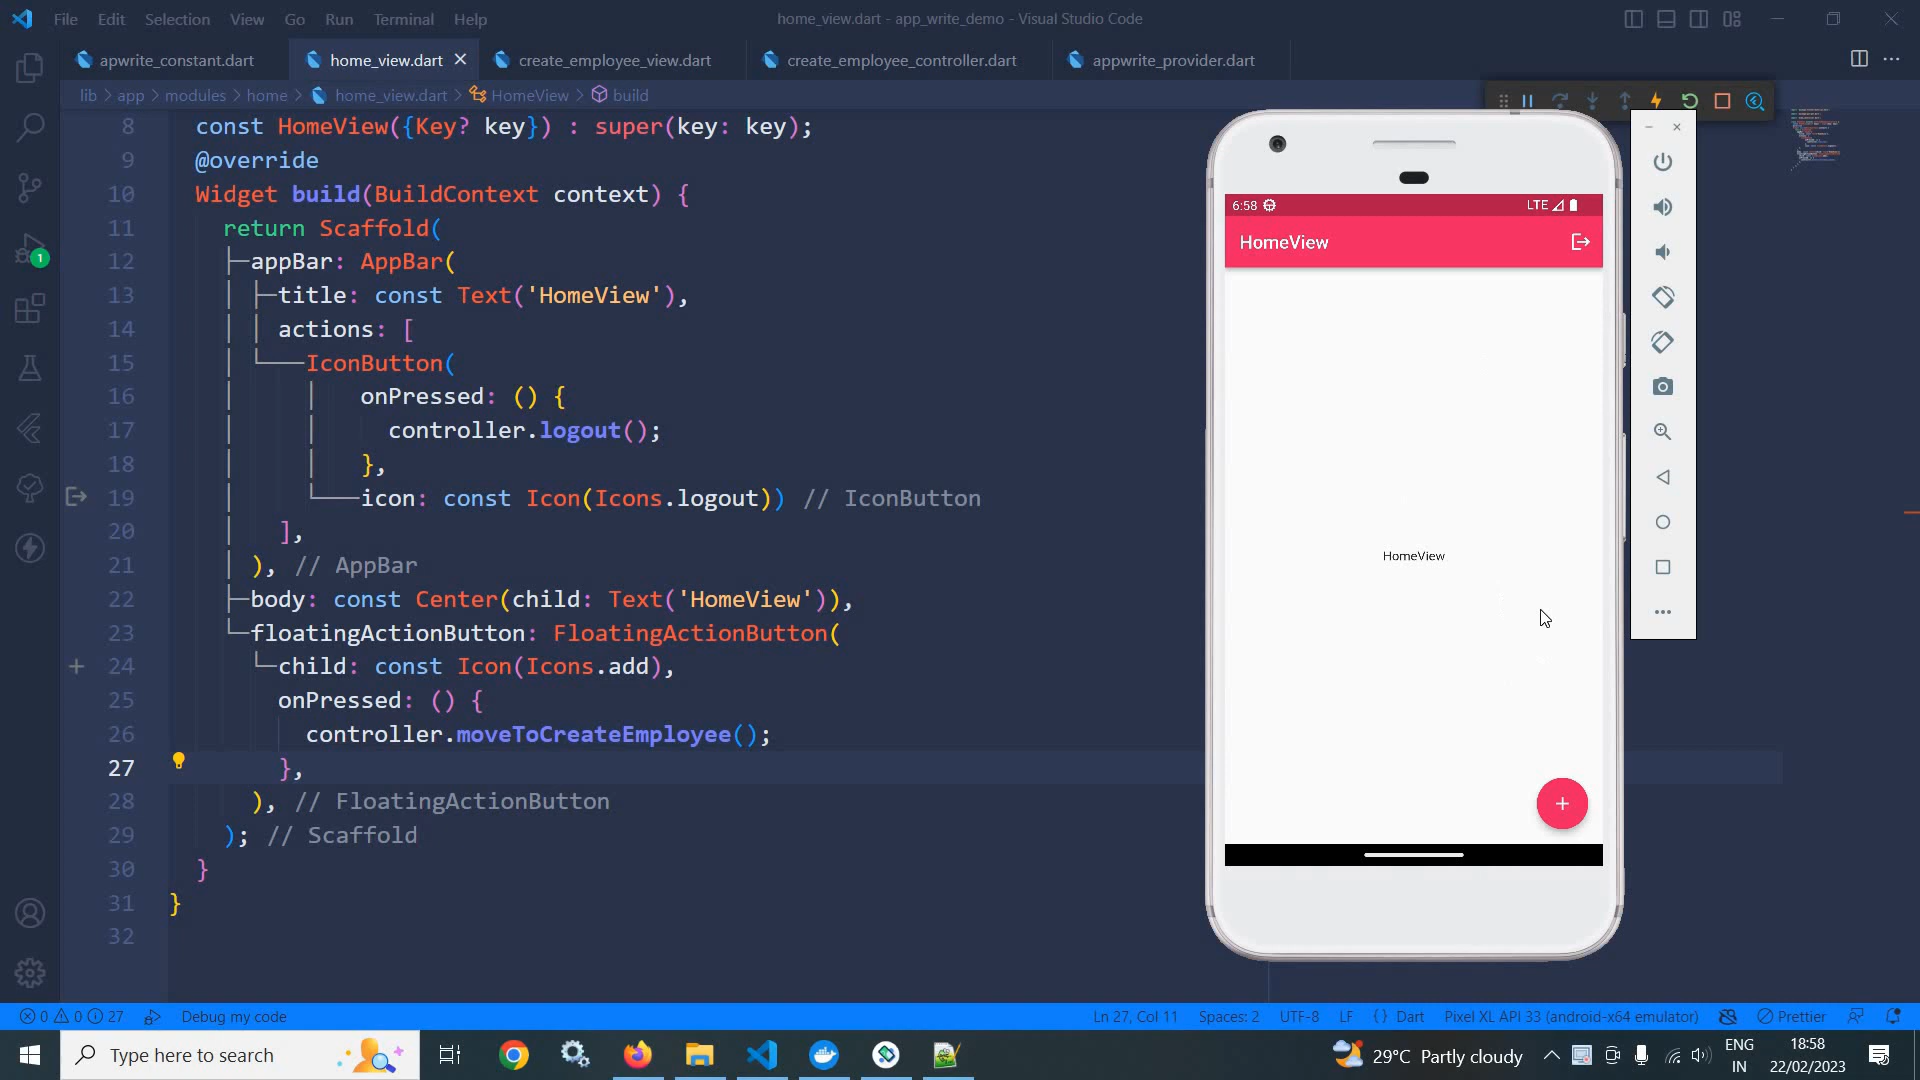 File Edit Selection View Go Run Terminal Help
home_view.dart - app_write_demo - Visual Studio Code
apwrite_constant.dart
home_view.dart
create_employee_view.dart
create_employee_controller.dart
appwrite_provider.dart
lib > app > modules > home > home_view.dart > HomeView > build
8 const HomeView({Key? key}) : super(key: key);
9 @override
10 Widget build(BuildContext context) {
11 return Scaffold(
12 appBar: AppBar(
13 title: const Text('HomeView'),
14 actions: [
15 IconButton(
16 onPressed: () {
17 controller.logout();
18 },
19 icon: const Icon(Icons.logout)) // IconButton
20 ],
21 ), // AppBar
22 body: const Center(child: Text('HomeView')),
23 floatingActionButton: FloatingActionButton(
24 child: const Icon(Icons.add),
25 onPressed: () {
26 controller.moveToCreateEmployee();
27 },
28 ), // FloatingActionButton
29 ); // Scaffold
30 }
31 }
32
1
6:58
LTE
HomeView
HomeView
0 0 27 Debug my code
Ln 27, Col 11 Spaces: 2 UTF-8 LF {} Dart Pixel XL API 33 (android-x64 emulator) Prettier
Type here to search
29°C Partly cloudy
ENG
IN
18:58
22/02/2023